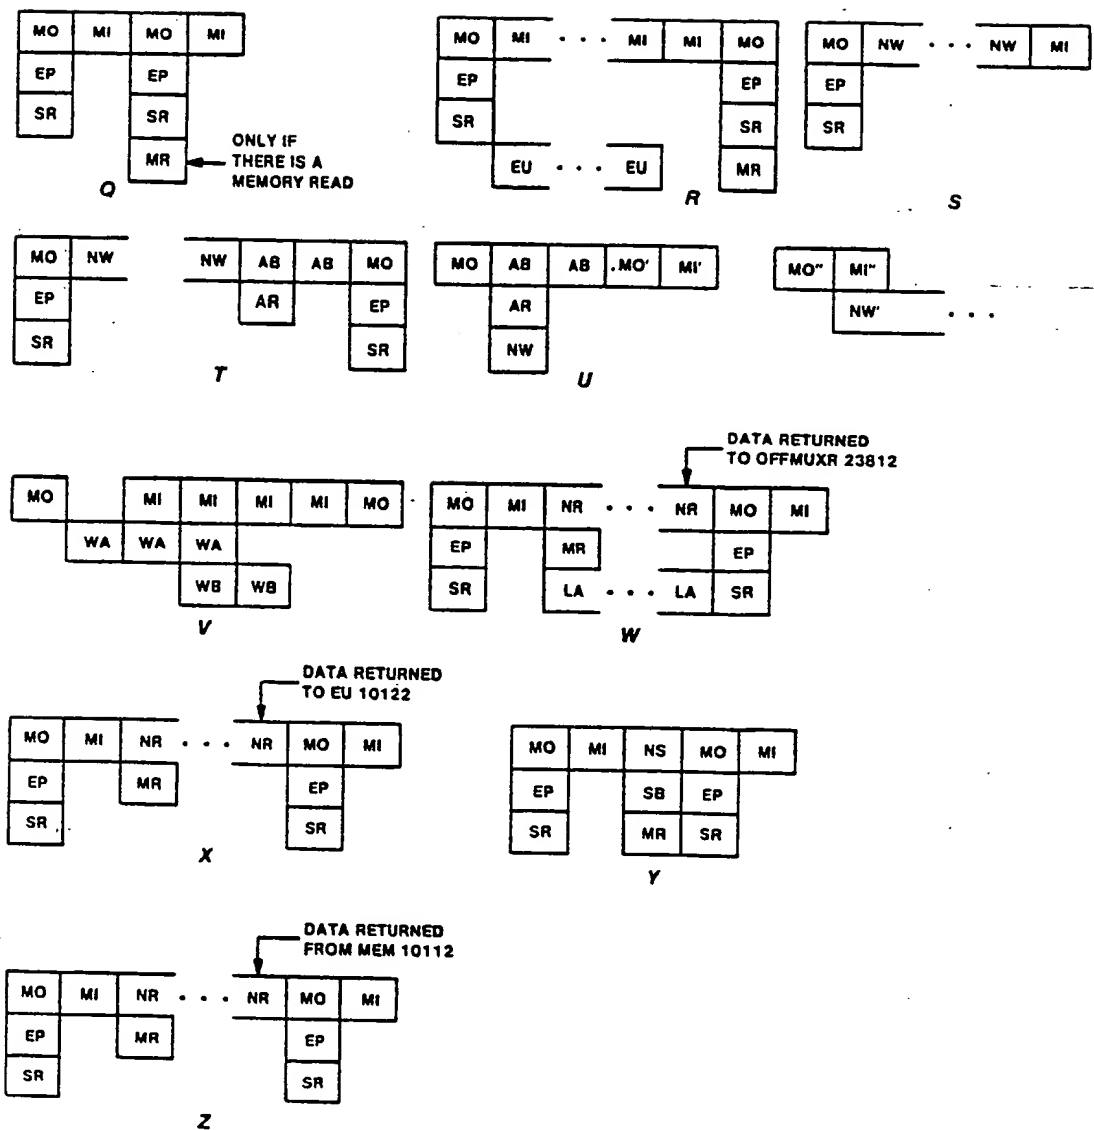 MO MI MO MI
EP EP
SR SR
MR
ONLY IF
THERE IS A
MEMORY READ
Q
MO MI . . . MI MI MO
EP EP
SR SR
EU . . . EU MR
R
MO NW . . . NW MI
EP
SR
S
MO NW NW AB AB MO
EP AR EP
SR SR
T
MO AB AB .MO' MI'
AR
NW
U
MO" MI"
NW' . . .
MO MI MI MI MI MO
WA WA WA
WB WB
V
DATA RETURNED
TO OFFMUXR 23812
MO MI NR . . . NR MO MI
EP MR EP
SR LA . . . LA SR
W
DATA RETURNED
TO EU 10122
MO MI NR . . . NR MO MI
EP MR EP
SR SR
X
MO MI NS MO MI
EP SB EP
SR MR SR
Y
DATA RETURNED
FROM MEM 10112
MO MI NR . . . NR MO MI
EP MR EP
SR SR
Z